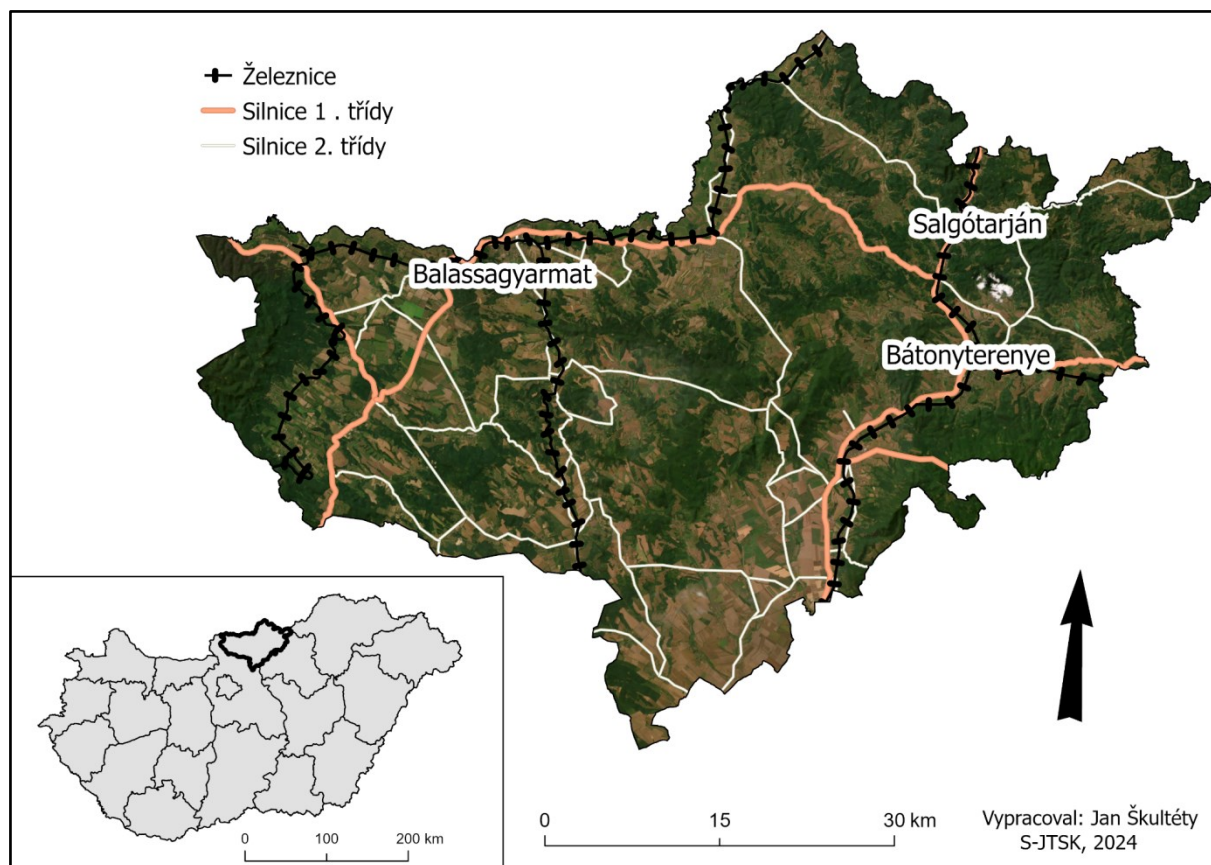 Železnice
Silnice 1 . třídy
Silnice 2. třídy
Salgótarján
Balassagyarmat
Bátonyterenye
0 15 30 km
Vypracoval: Jan Škultéty
S-JTSK, 2024
0 100 200 km